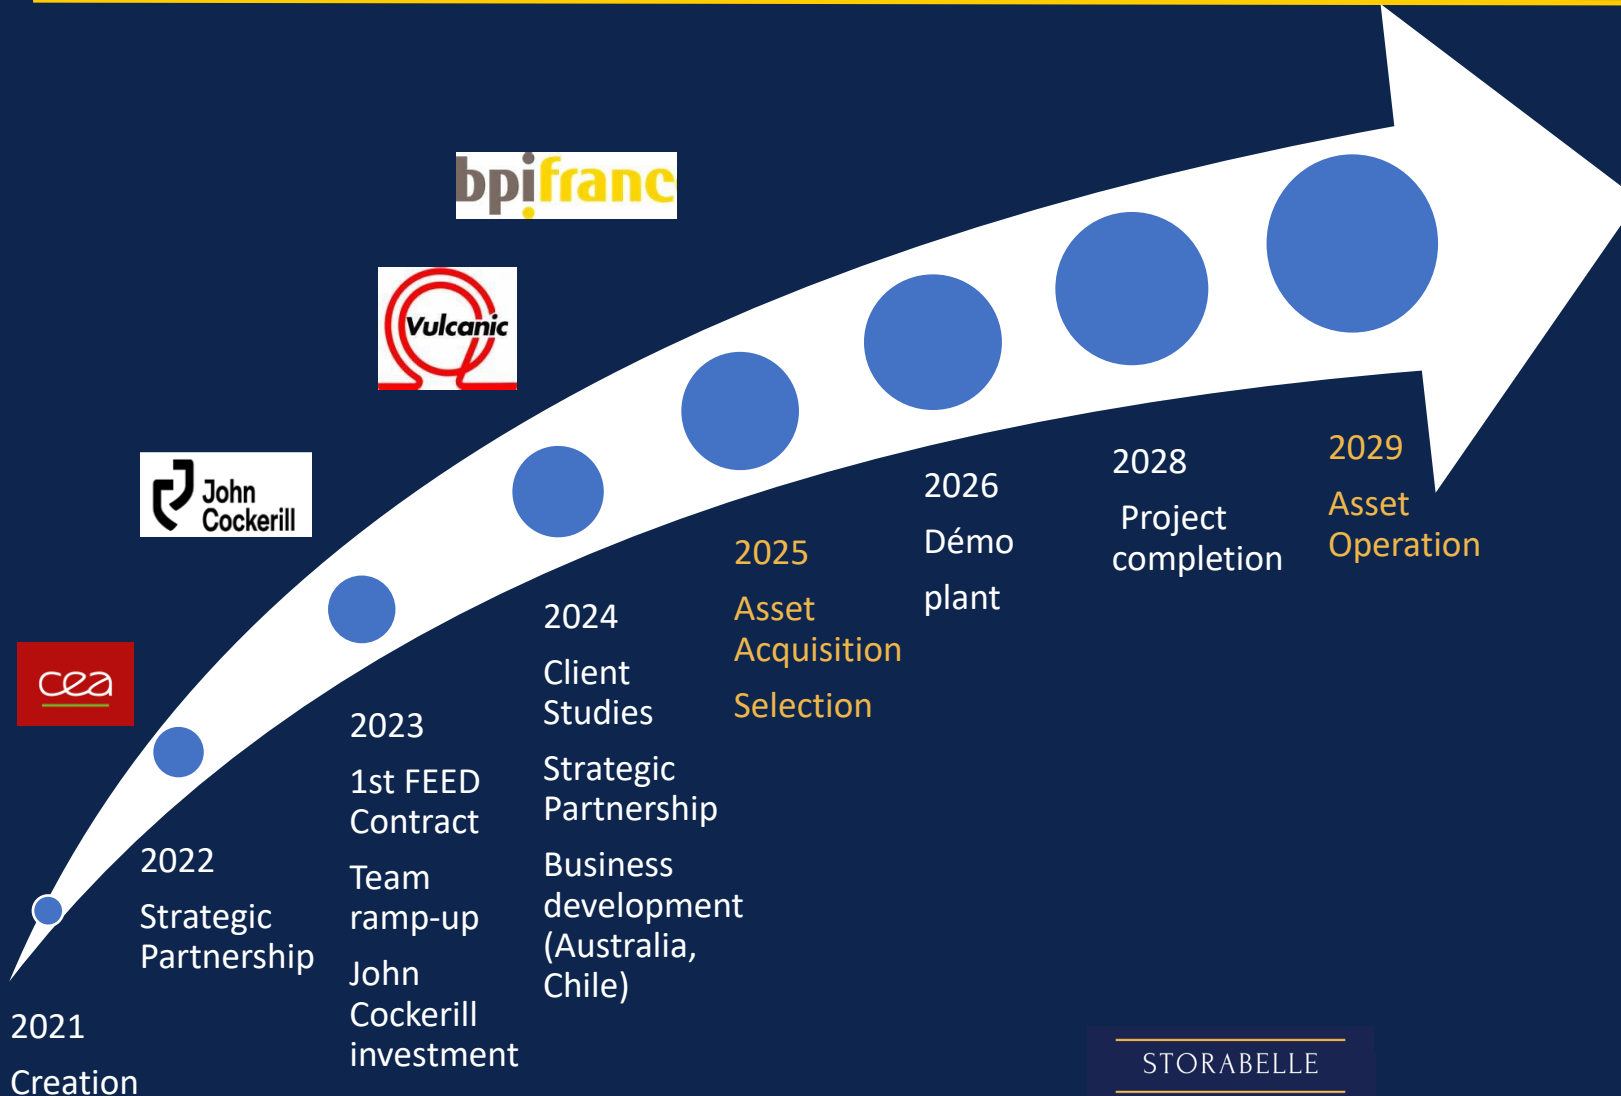 bpifranc
Vulcanic
John
Cockerill
cea
2021
Creation
2022
Strategic
Partnership
2023
1st FEED
Contract
Team
ramp-up
John
Cockerill
investment
2024
Client
Studies
Strategic
Partnership
Business
development
(Australia,
Chile)
2025
Asset
Acquisition
Selection
2026
Démo
plant
2028
Project
completion
2029
Asset
Operation
STORABELLE